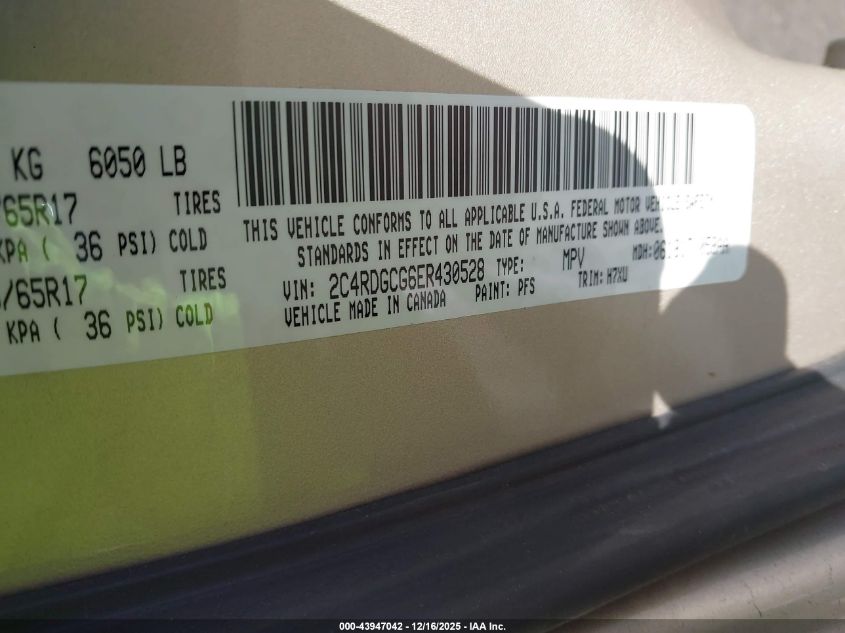 KG 6050 LB
/65R17 TIRES
KPA ( 36 PSI) COLD
/65R17 TIRES
KPA ( 36 PSI) COLD
THIS VEHICLE CONFORMS TO ALL APPLICABLE U.S.A. FEDERAL MOTOR VEHICLE SAFETY
STANDARDS IN EFFECT ON THE DATE OF MANUFACTURE SHOWN ABOVE.
VIN: 2C4RDGCG6ER430528 TYPE: MPV MDH:
VEHICLE MADE IN CANADA PAINT: PFS TRIM: H7XU
000-43947042 - 12/16/2025 - IAA Inc.